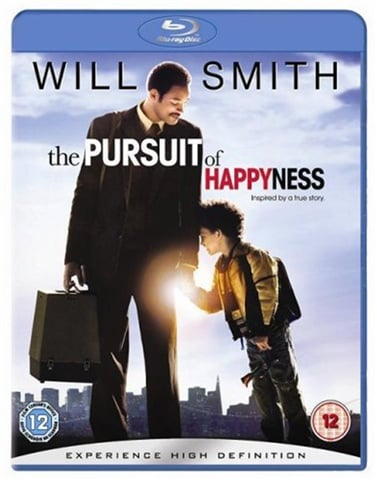 Blu-ray Disc
WILL SMITH
the PURSUIT of
HAPPYNESS
Inspired by a true story.
12
12
EXPERIENCE HIGH DEFINITION